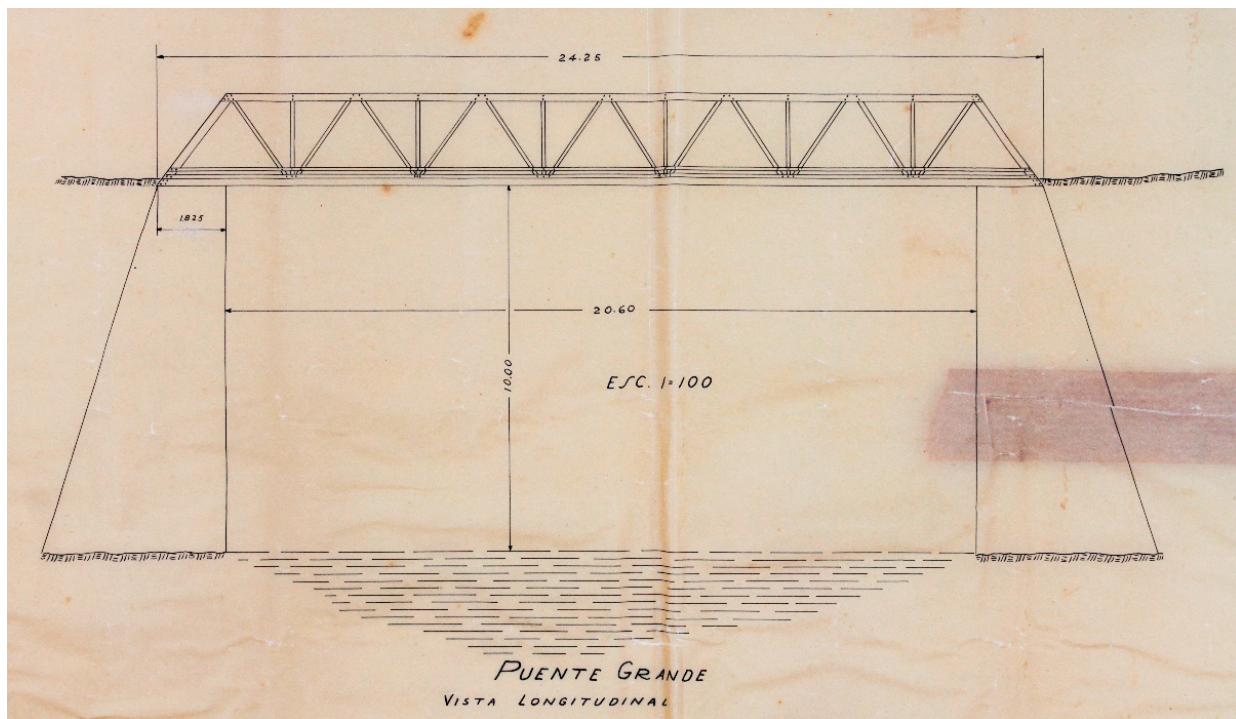 24.25
1.825
20.60
10.00
ESC. 1=100
PUENTE GRANDE
VISTA LONGITUDINAL